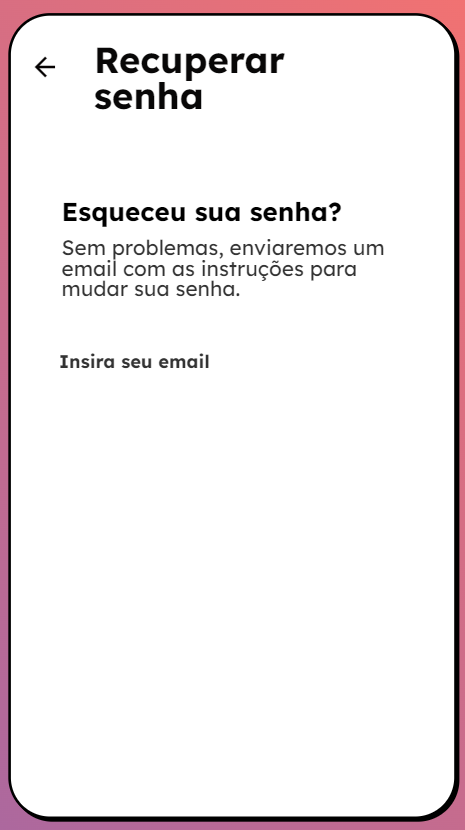 Recuperar
senha
Esqueceu sua senha?
Sem problemas, enviaremos um
email com as instruções para
mudar sua senha.
Insira seu email